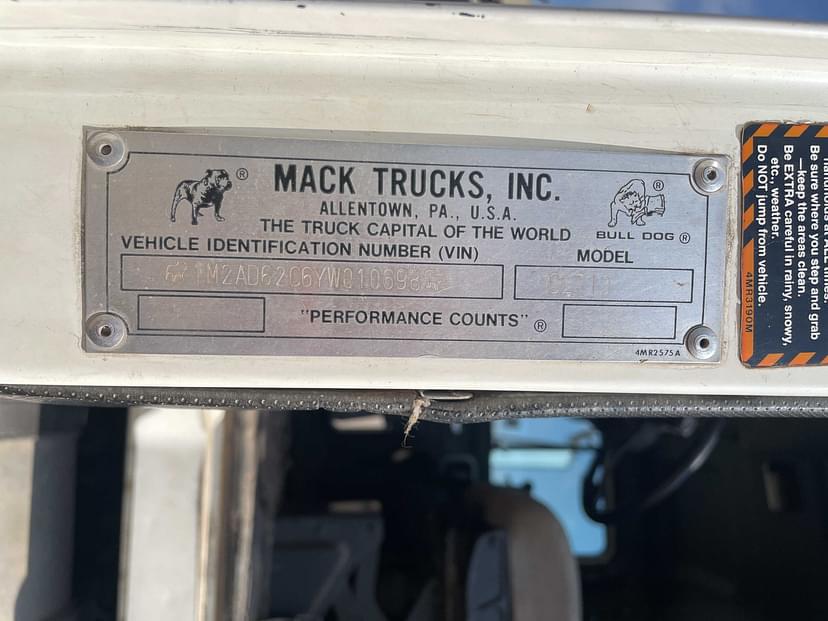 MACK TRUCKS, INC.
ALLENTOWN, PA., U.S.A.
THE TRUCK CAPITAL OF THE WORLD
BULL DOG ®
VEHICLE IDENTIFICATION NUMBER (VIN)
MODEL
1M2AD62C6YW010698
"PERFORMANCE COUNTS" ®
4MR2575A
Be sure where you step and grab
—keep the areas clean.
Be EXTRA careful in rainy, snowy,
etc., weather.
Do NOT jump from vehicle.
4MR3190M